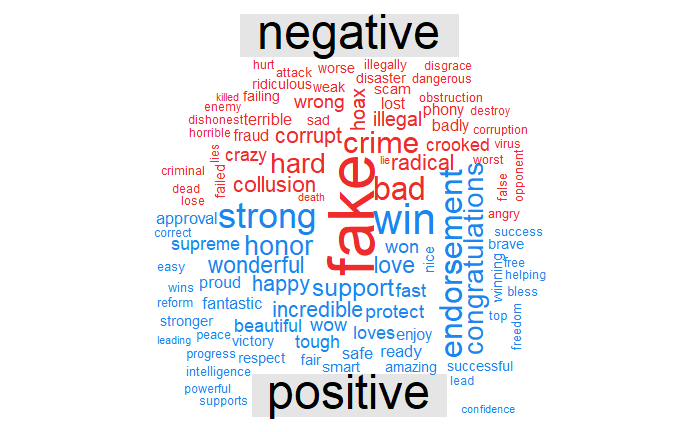 negative
hurt
worse
illegally
disgrace
attack
disaster
dangerous
ridiculous
weak
scam
killed
failing
wrong
hoax
lost
obstruction
enemy
phony
destroy
dishonest
terrible
sad
illegal
badly
corruption
horrible
fraud
corrupt
crime
crooked
virus
lies
crazy
hard
lie
radical
worst
criminal
failed
collusion
fake
bad
false
opponent
dead
lose
death
angry
approval
strong
win
endorsement
congratulations
success
correct
supreme
honor
won
nice
brave
easy
wonderful
love
winning
free
helping
wins
proud
happy
support
fast
bless
reform
fantastic
incredible
protect
top
freedom
stronger
beautiful
wow
loves
enjoy
leading
peace
victory
tough
progress
respect
fair
safe
ready
intelligence
smart
amazing
successful
powerful
positive
lead
supports
confidence